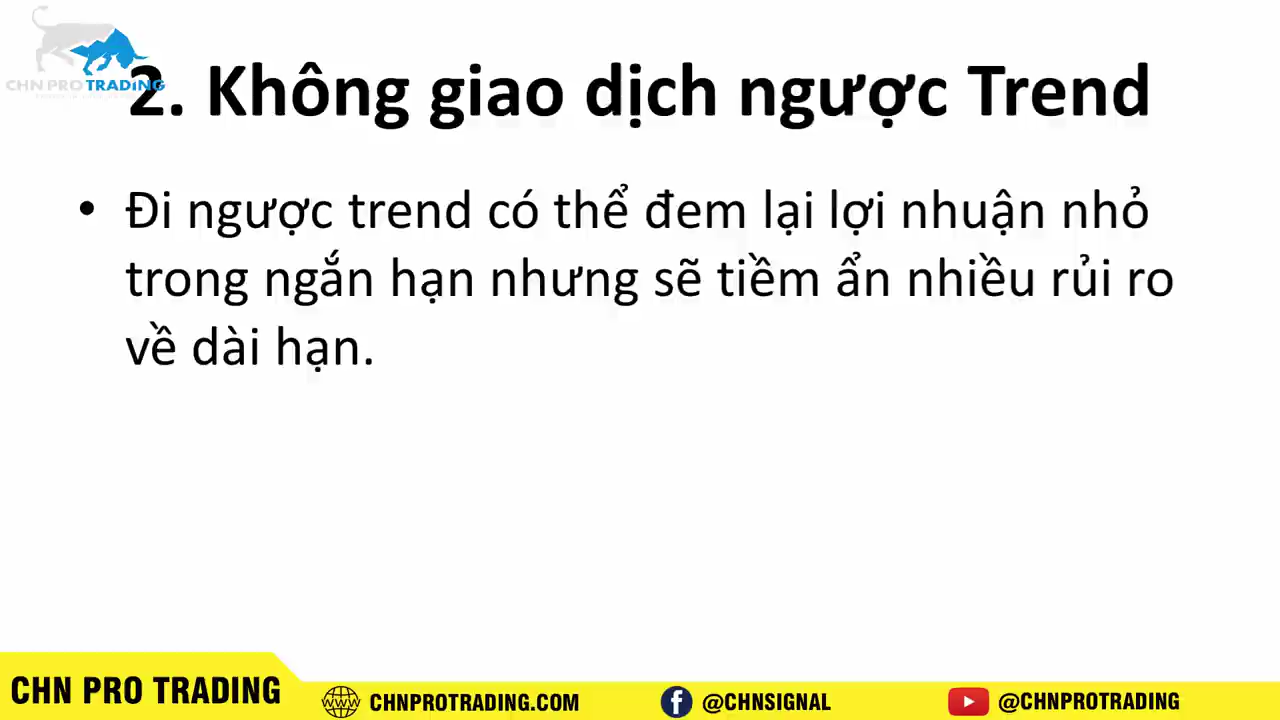 CHN PRO TRADING
2. Không giao dịch ngược Trend
• Đi ngược trend có thể đem lại lợi nhuận nhỏ
trong ngắn hạn nhưng sẽ tiềm ẩn nhiều rủi ro
về dài hạn.
CHN PRO TRADING
CHNPROTRADING.COM
@CHNSIGNAL
@CHNPROTRADING